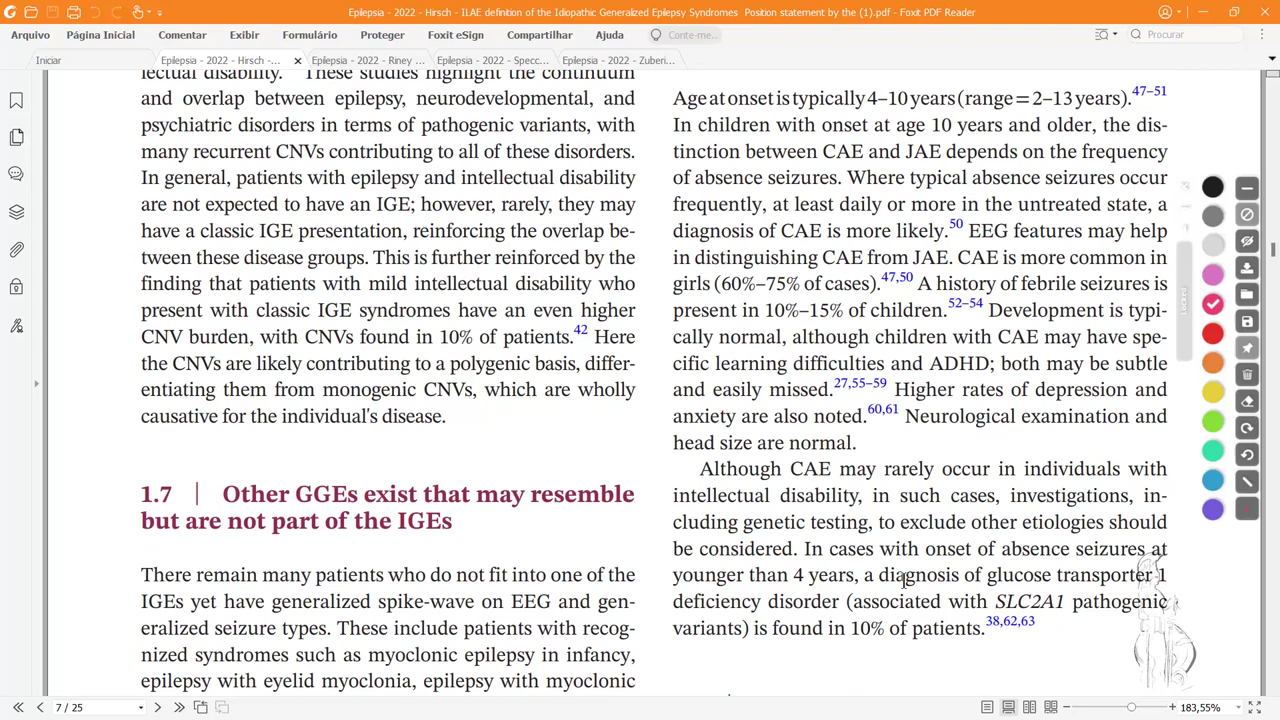 Epilepsia - 2022 - Hirsch - ILAE definition of the Idiopathic Generalized Epilepsy Syndromes Position statement by the (1).pdf - Foxit PDF Reader
Arquivo Página Inicial Comentar Exibir Formulário Proteger Foxit eSign Compartilhar Ajuda Conte-me... Procurar
Iniciar Epilepsia - 2022 - Hirsch -... Epilepsia - 2022 - Riney ... Epilepsia - 2022 - Specc... Epilepsia - 2022 - Zuberi...
lectual disability. These studies highlight the continuum
and overlap between epilepsy, neurodevelopmental, and
psychiatric disorders in terms of pathogenic variants, with
many recurrent CNVs contributing to all of these disorders.
In general, patients with epilepsy and intellectual disability
are not expected to have an IGE; however, rarely, they may
have a classic IGE presentation, reinforcing the overlap be-
tween these disease groups. This is further reinforced by the
finding that patients with mild intellectual disability who
present with classic IGE syndromes have an even higher
CNV burden, with CNVs found in 10% of patients.42 Here
the CNVs are likely contributing to a polygenic basis, differ-
entiating them from monogenic CNVs, which are wholly
causative for the individual's disease.
1.7 | Other GGEs exist that may resemble
but are not part of the IGEs
There remain many patients who do not fit into one of the
IGEs yet have generalized spike-wave on EEG and gen-
eralized seizure types. These include patients with recog-
nized syndromes such as myoclonic epilepsy in infancy,
epilepsy with eyelid myoclonia, epilepsy with myoclonic
Age at onset is typically 4–10 years (range = 2–13 years).47–51
In children with onset at age 10 years and older, the dis-
tinction between CAE and JAE depends on the frequency
of absence seizures. Where typical absence seizures occur
frequently, at least daily or more in the untreated state, a
diagnosis of CAE is more likely.50 EEG features may help
in distinguishing CAE from JAE. CAE is more common in
girls (60%–75% of cases).47,50 A history of febrile seizures is
present in 10%–15% of children.52–54 Development is typi-
cally normal, although children with CAE may have spe-
cific learning difficulties and ADHD; both may be subtle
and easily missed.27,55–59 Higher rates of depression and
anxiety are also noted.60,61 Neurological examination and
head size are normal.
Although CAE may rarely occur in individuals with
intellectual disability, in such cases, investigations, in-
cluding genetic testing, to exclude other etiologies should
be considered. In cases with onset of absence seizures at
younger than 4 years, a diagnosis of glucose transporter 1
deficiency disorder (associated with SLC2A1 pathogenic
variants) is found in 10% of patients.38,62,63
7 / 25 183,55%